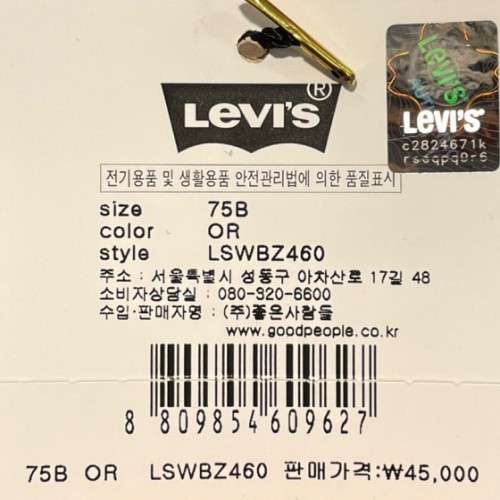 LEVI'S®
Levi's
LEVI'S
c2824671k
전기용품 및 생활용품 안전관리법에 의한 품질표시
size : 75B
color : OR
style : LSWBZ460
주소 : 서울특별시 성동구 아차산로 17길 48
소비자상담실 : 080-320-6600
수입·판매자명 : (주)좋은사람들
www.goodpeople.co.kr
8 809854 609627
75B OR LSWBZ460 판매가격:₩45,000